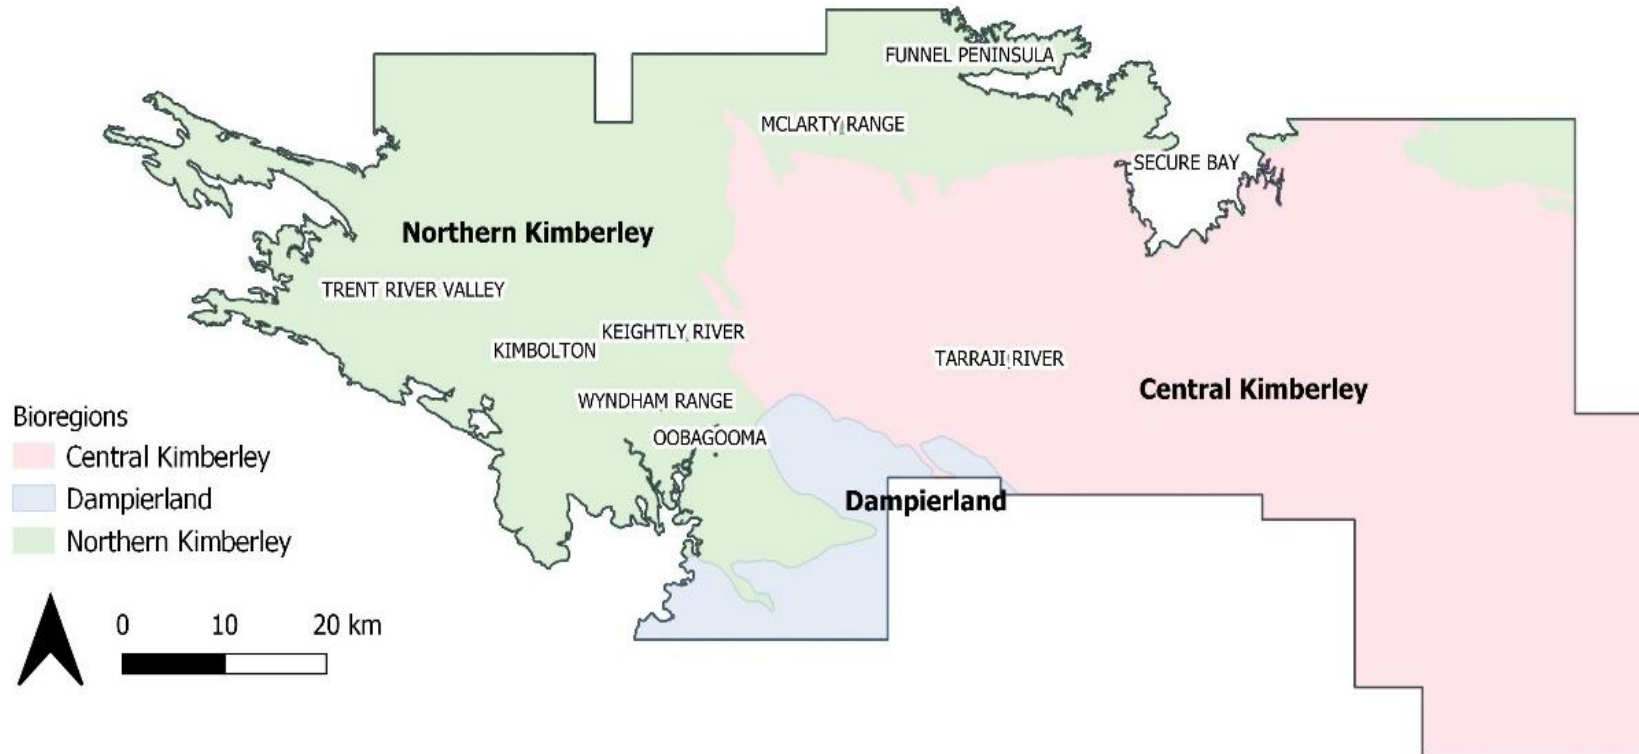 FUNNEL PENINSULA
MCLARTY RANGE
SECURE BAY
Northern Kimberley
TRENT RIVER VALLEY
KEIGHTLY RIVER
KIMBOLTON
TARRAJI RIVER
Central Kimberley
WYNDHAM RANGE
OOBAGOOMA
Dampierland
Bioregions
Central Kimberley
Dampierland
Northern Kimberley
0 10 20 km